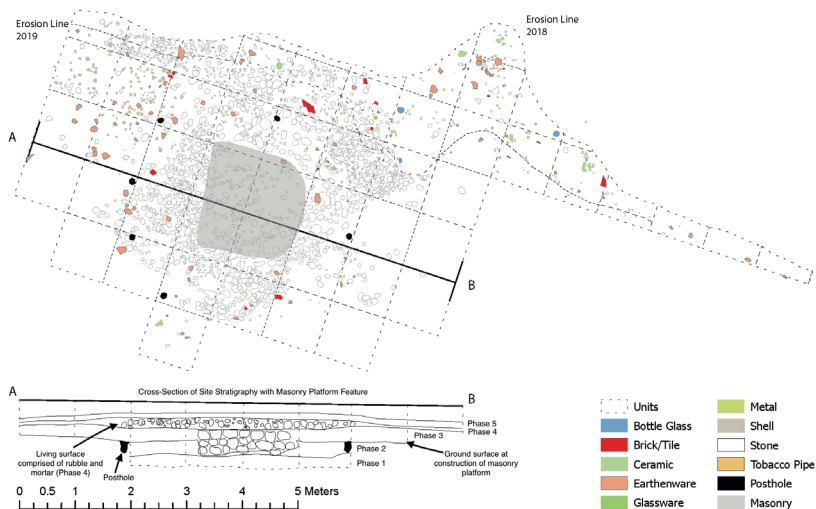 Erosion Line
2019
Erosion Line
2018
A
B
A
Cross-Section of Site Stratigraphy with Masonry Platform Feature
B
Phase 5
Phase 4
Phase 3
Phase 2
Phase 1
Living surface
comprised of rubble and
mortar (Phase 4)
Posthole
Ground surface at
construction of masonry
platform
0 0.5 1 2 3 4 5 Meters
Units
Bottle Glass
Brick/Tile
Ceramic
Earthenware
Glassware
Metal
Shell
Stone
Tobacco Pipe
Posthole
Masonry